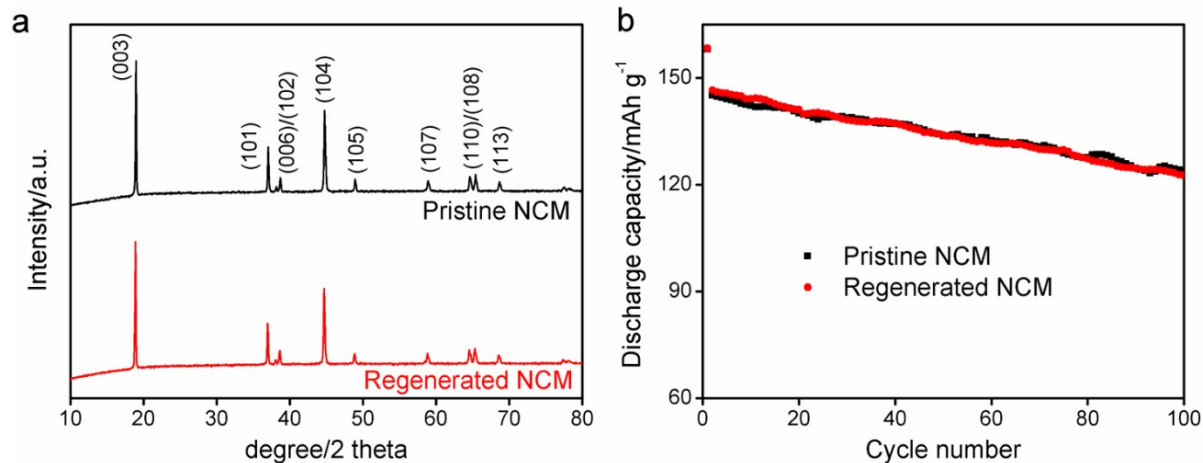 a
Intensity/a.u.
(003)
(101)
(006)/(102)
(104)
(105)
(107)
(110)/(108)
(113)
Pristine NCM
Regenerated NCM
10 20 30 40 50 60 70 80
degree/2 theta
b
Discharge capacity/mAh g⁻¹
150
120
90
60
Pristine NCM
Regenerated NCM
0 20 40 60 80 100
Cycle number